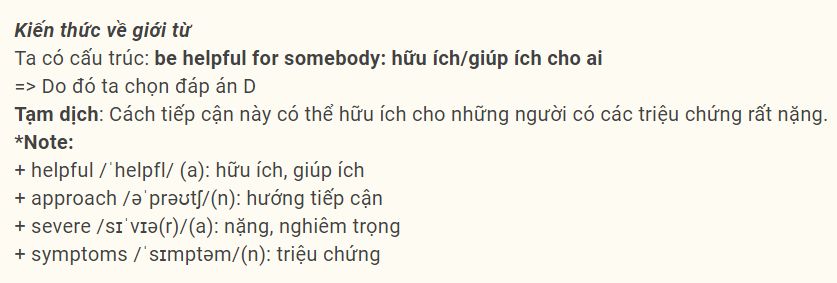 Kiến thức về giới từ
Ta có cấu trúc: be helpful for somebody: hữu ích/giúp ích cho ai
=> Do đó ta chọn đáp án D
Tạm dịch: Cách tiếp cận này có thể hữu ích cho những người có các triệu chứng rất nặng.
*Note:
+ helpful /ˈhelpfl/ (a): hữu ích, giúp ích
+ approach /əˈprəʊtʃ/(n): hướng tiếp cận
+ severe /sɪˈvɪə(r)/(a): nặng, nghiêm trọng
+ symptoms /ˈsɪmptəm/(n): triệu chứng